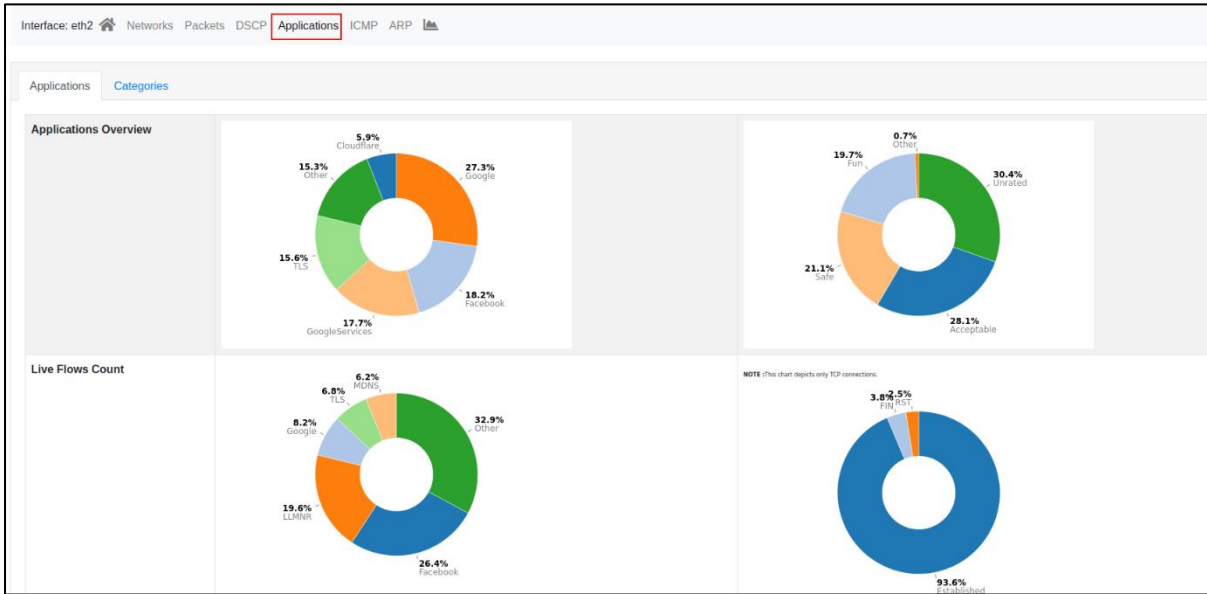 Interface: eth2 Networks Packets DSCP Applications ICMP ARP
Applications Categories
Applications Overview
5.9%
Cloudflare
27.3%
Google
18.2%
Facebook
17.7%
GoogleServices
15.6%
TLS
15.3%
Other
0.7%
Other
30.4%
Unrated
28.1%
Acceptable
21.1%
Safe
19.7%
Fun
Live Flows Count
6.2%
MDNS
32.9%
Other
26.4%
Facebook
19.6%
LLMNR
8.2%
Google
6.8%
TLS
NOTE :This chart depicts only TCP connections.
2.5%
RST
3.8%
FIN
93.6%
Established